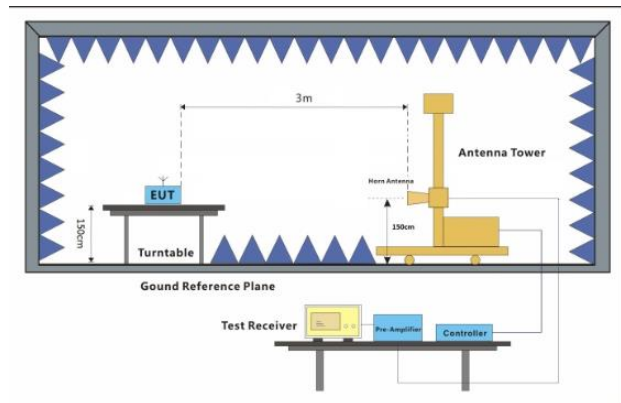 3m
Antenna Tower
Horn Antenna
EUT
150cm
150cm
Turntable
Gound Reference Plane
Test Receiver
Pre-Amplifier
Controller